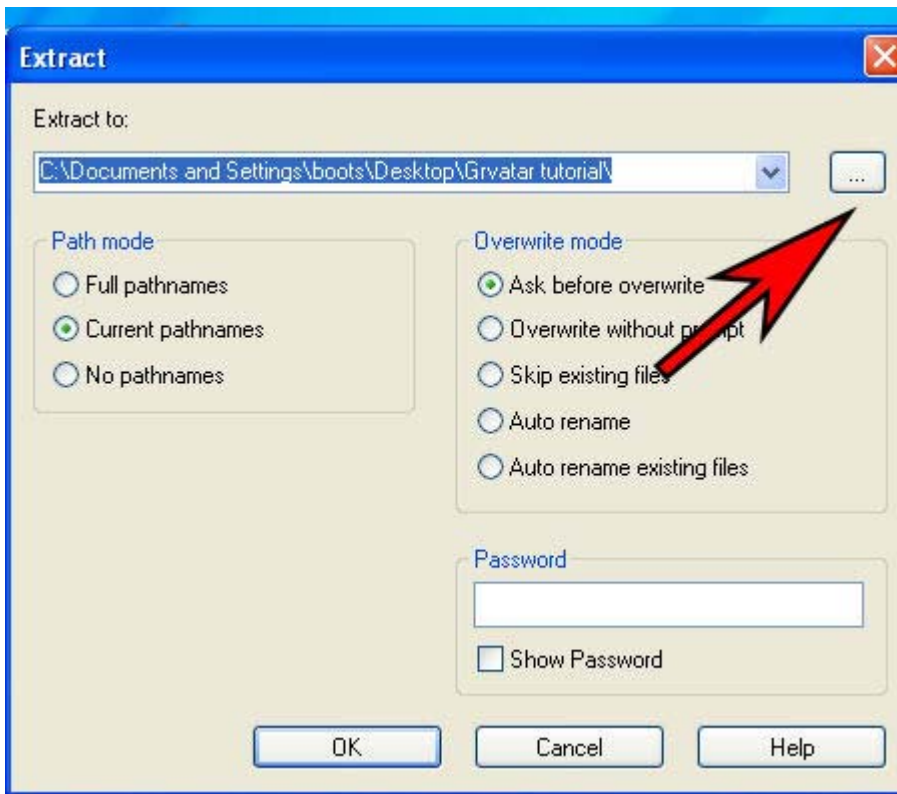 Extract
Extract to:
C:\Documents and Settings\boots\Desktop\Grvatar tutorial\
...
Path mode
Full pathnames
Current pathnames
No pathnames
Overwrite mode
Ask before overwrite
Overwrite without prompt
Skip existing files
Auto rename
Auto rename existing files
Password
Show Password
OK
Cancel
Help